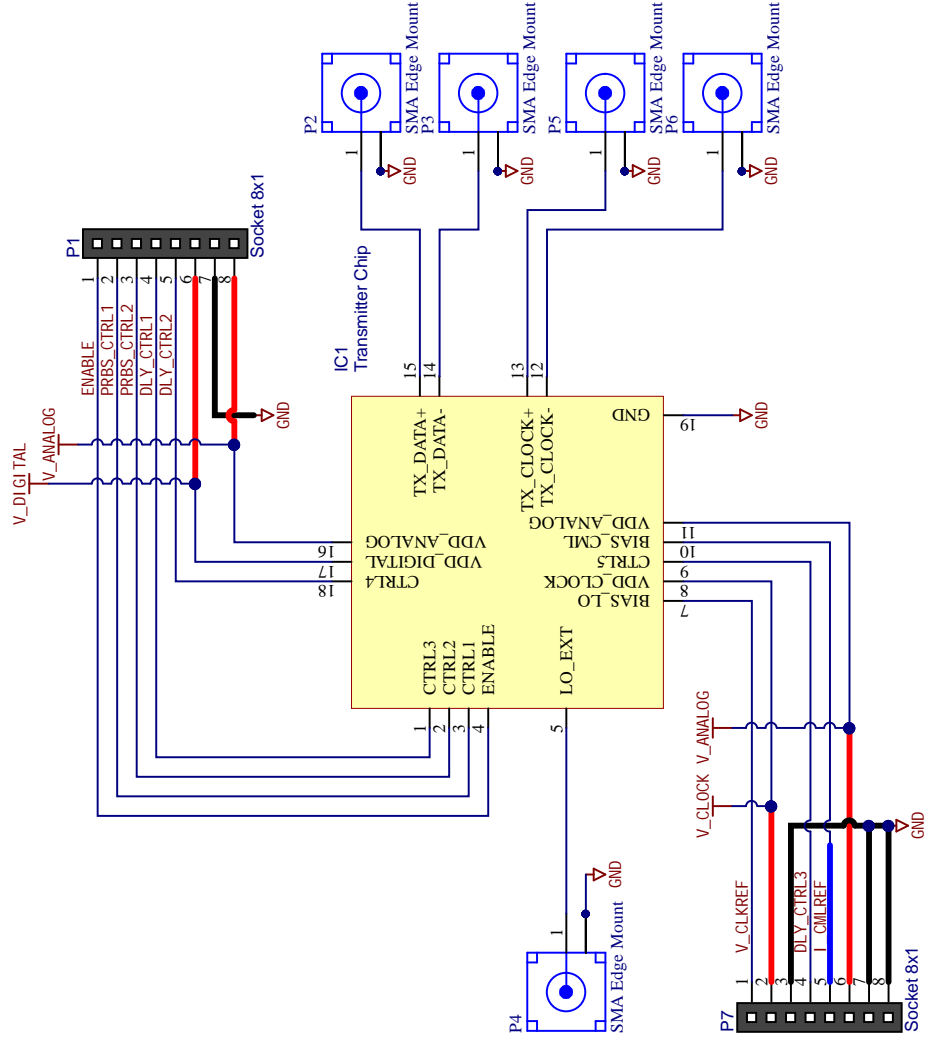 P2
SMA Edge Mount
1
GND
P3
SMA Edge Mount
1
GND
P5
SMA Edge Mount
1
GND
P6
SMA Edge Mount
1
GND
P1
Socket 8x1
1
2
3
4
5
6
7
8
ENABLE
PRBS_CTRL1
PRBS_CTRL2
DLY_CTRL1
DLY_CTRL2
V_DIGITAL
V_ANALOG
GND
IC1
Transmitter Chip
15
14
13
12
TX_DATA+
TX_DATA-
TX_CLOCK+
TX_CLOCK-
GND
19
GND
16
17
18
VDD_ANALOG
VDD_DIGITAL
CTRL4
VDD_ANALOG
BIAS_CML
CTRL5
VDD_CLOCK
BIAS_LO
11
10
9
8
7
CTRL3
CTRL2
CTRL1
ENABLE
LO_EXT
1
2
3
4
5
V_ANALOG
V_CLOCK
GND
V_CLKREF
DLY_CTRL3
I_CMLREF
P4
SMA Edge Mount
1
GND
P7
Socket 8x1
1
2
3
4
5
6
7
8